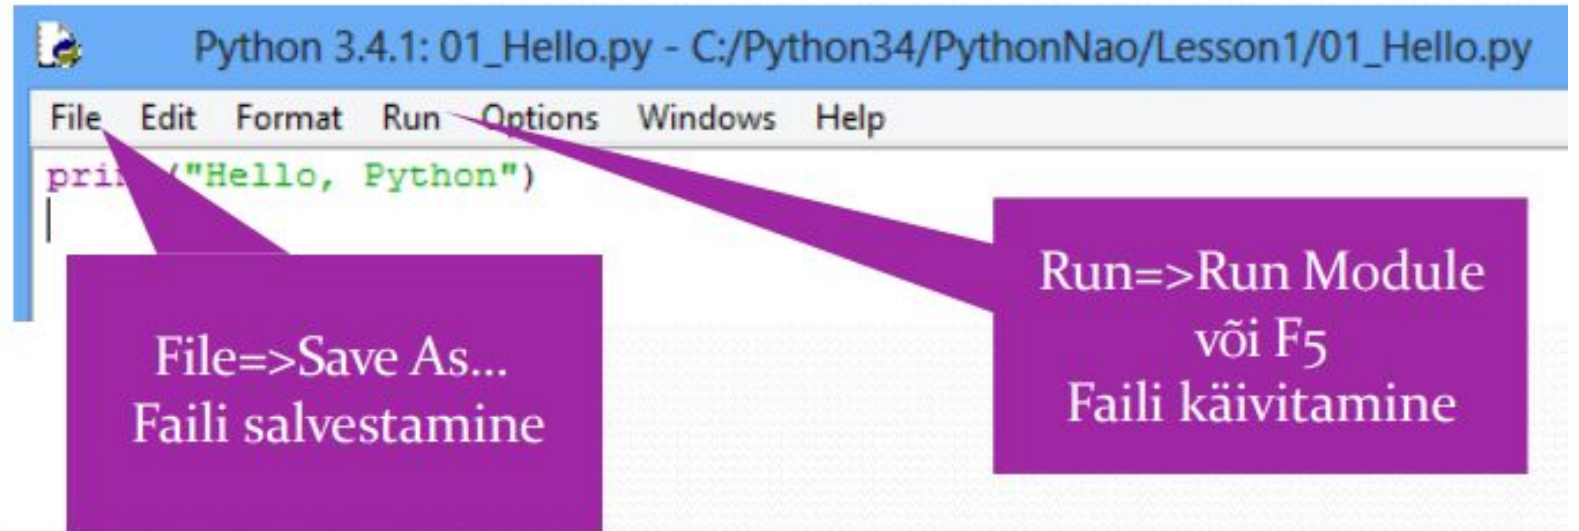 Python 3.4.1: 01_Hello.py - C:/Python34/PythonNao/Lesson1/01_Hello.py
File Edit Format Run Options Windows Help
print("Hello, Python")
File=>Save As...
Faili salvestamine
Run=>Run Module
või F5
Faili käivitamine